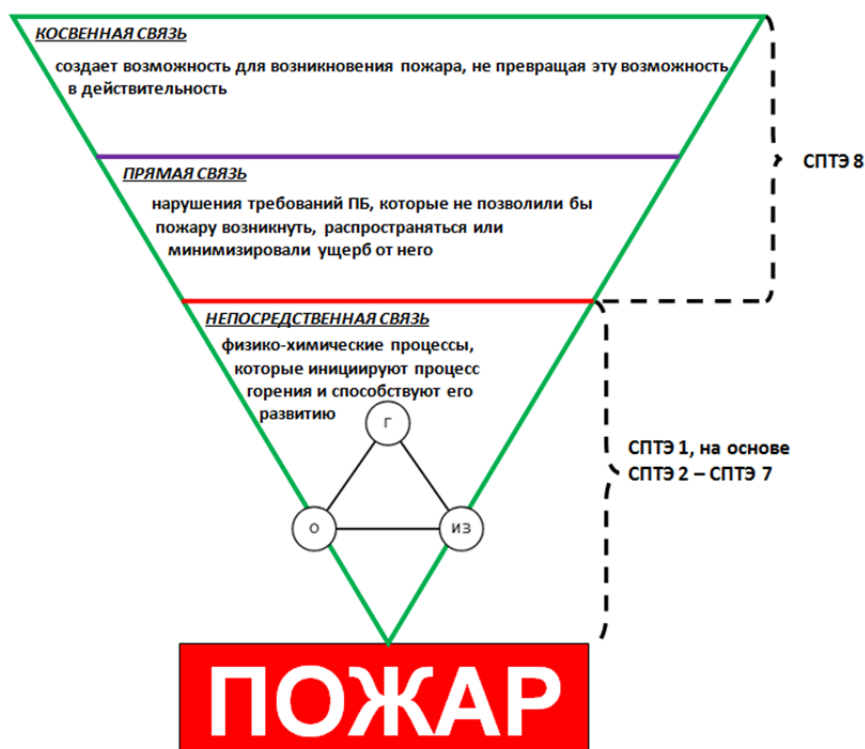 КОСВЕННАЯ СВЯЗЬ
создает возможность для возникновения пожара, не превращая эту возможность
в действительность
СПТЭ 8
ПРЯМАЯ СВЯЗЬ
нарушения требований ПБ, которые не позволили бы
пожару возникнуть, распространяться или
минимизировали ущерб от него
НЕПОСРЕДСТВЕННАЯ СВЯЗЬ
физико-химические процессы,
которые инициируют процесс
горения и способствуют его
развитию
Г
О
ИЗ
СПТЭ 1, на основе
СПТЭ 2 – СПТЭ 7
ПОЖАР